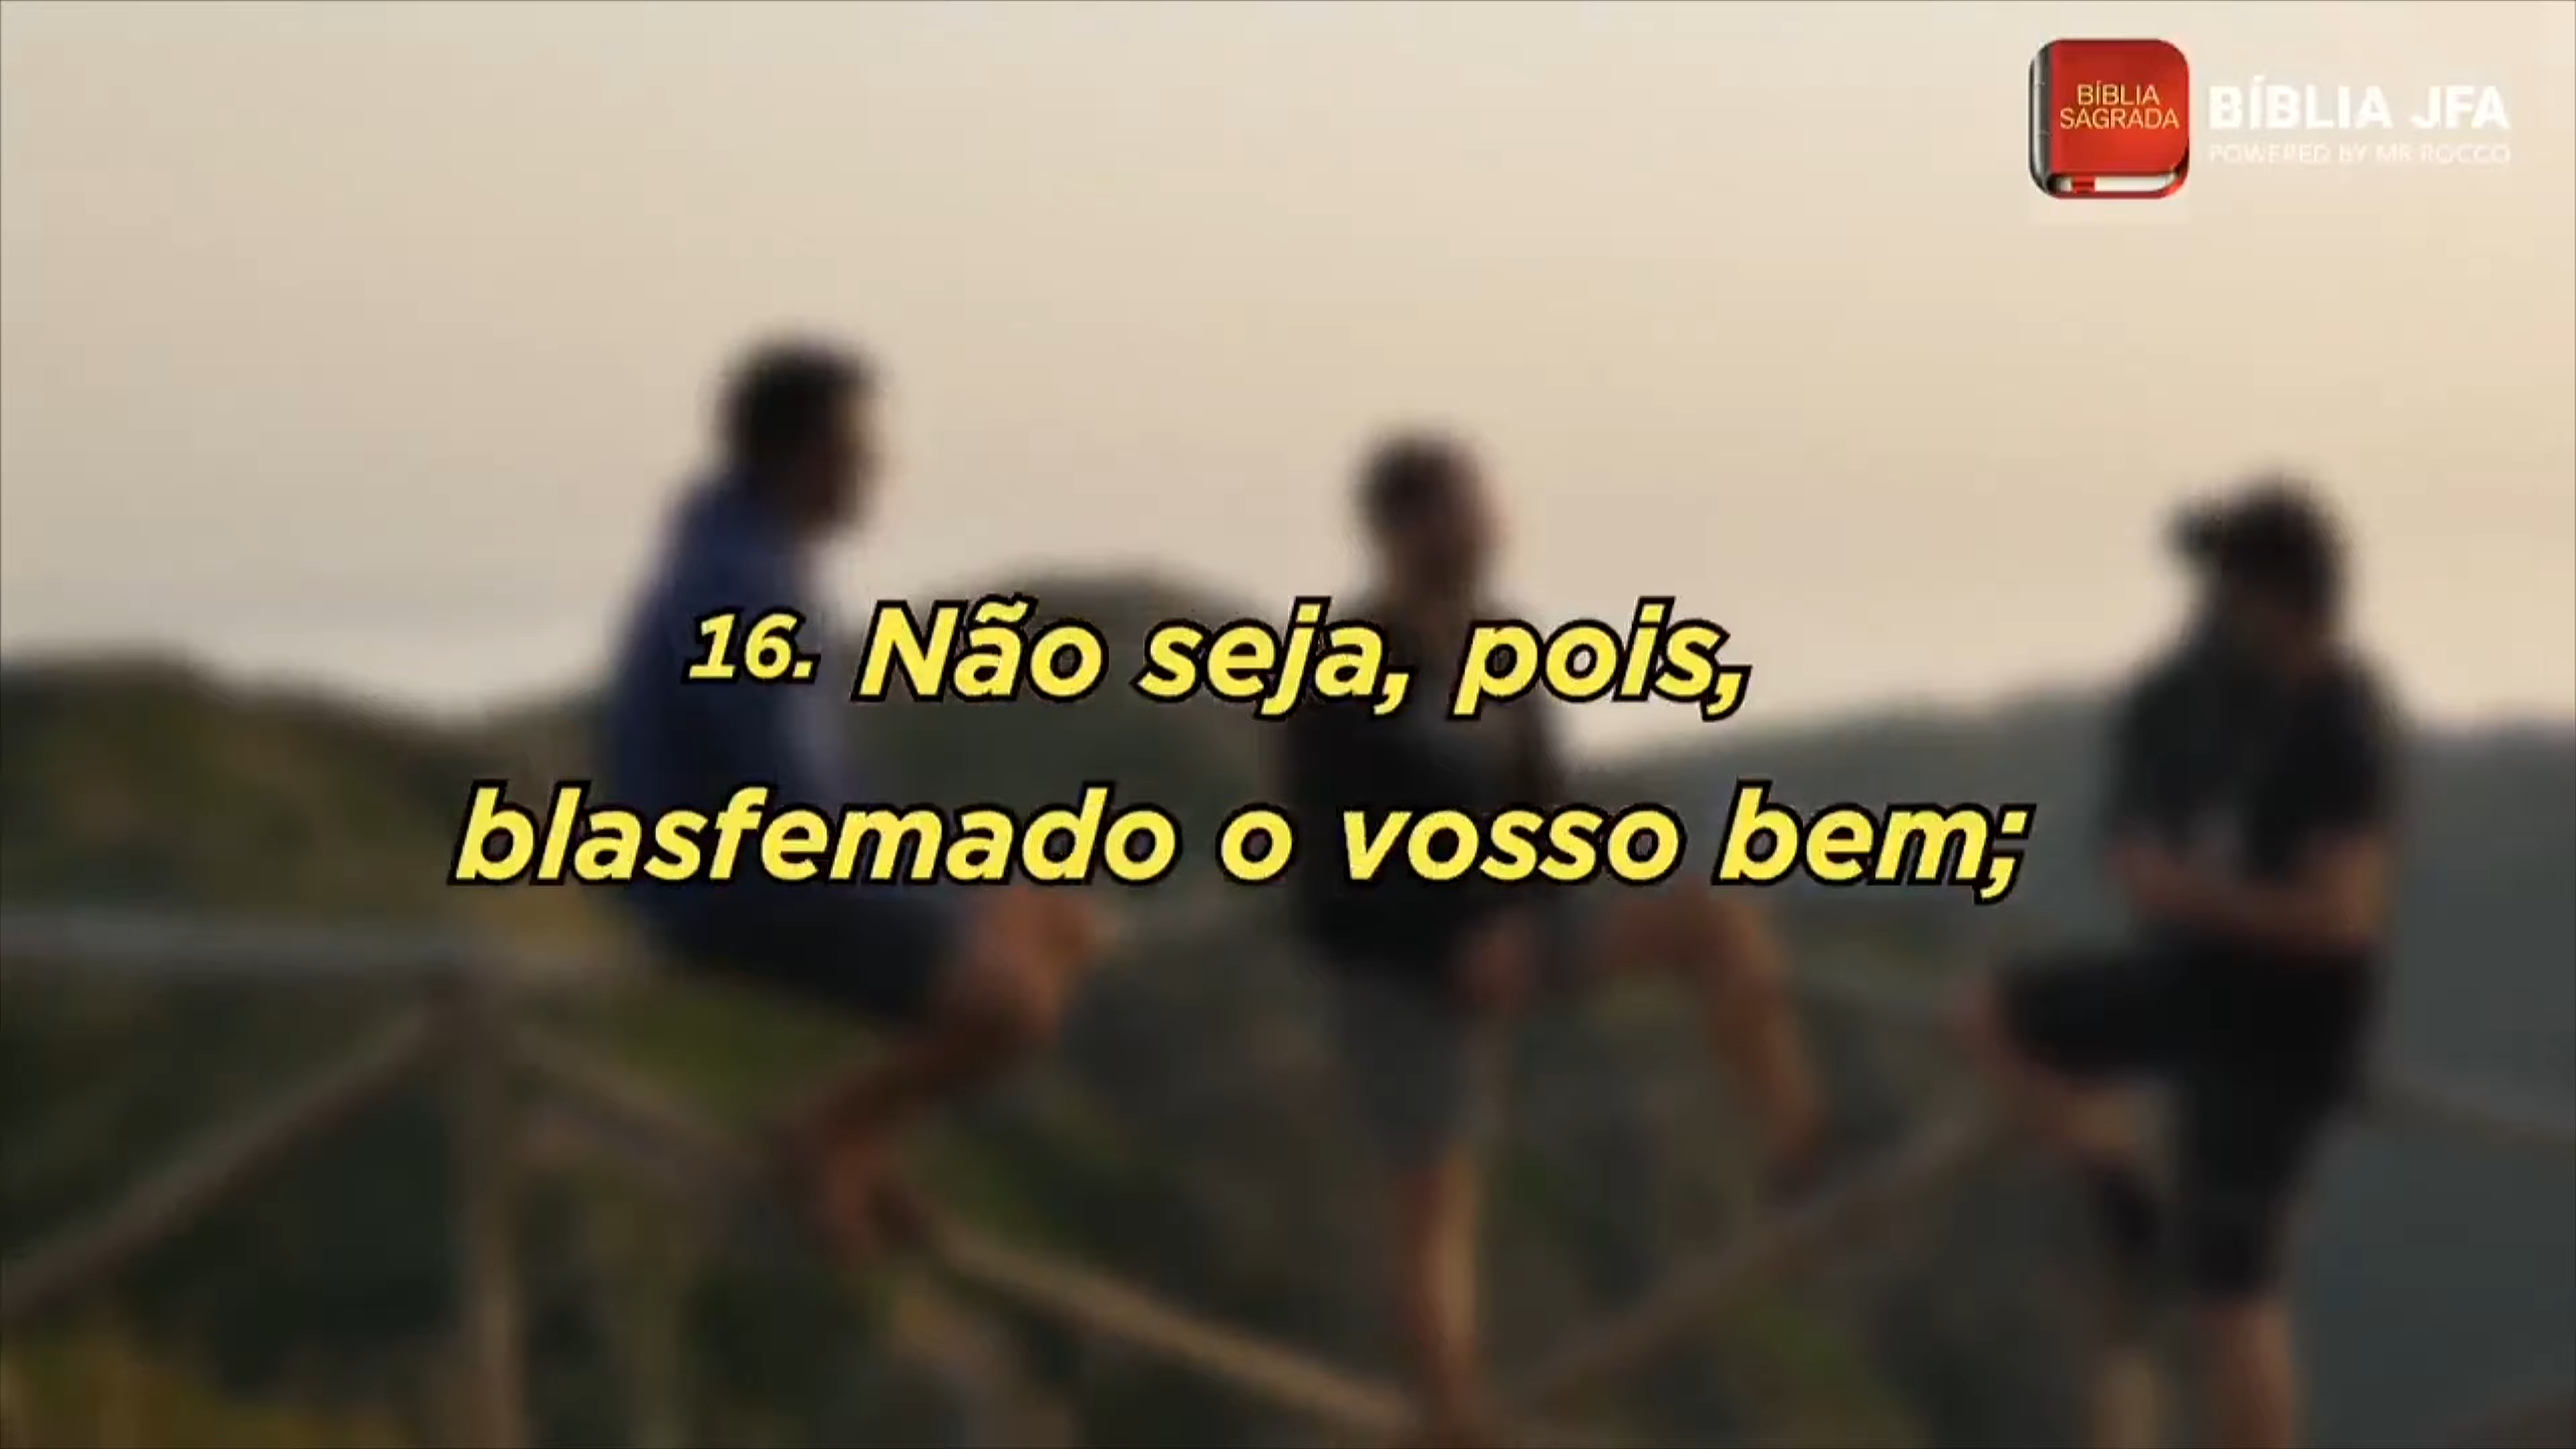 BÍBLIA
SAGRADA
BÍBLIA JFA
POWERED BY MR ROCCO
16. Não seja, pois,
blasfemado o vosso bem;